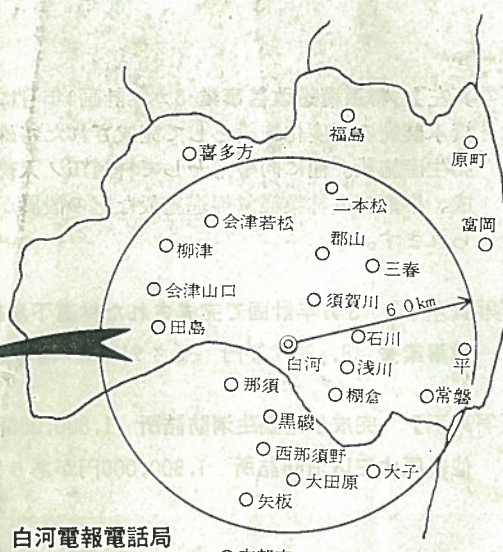 福島
原町
喜多方
二本松
会津若松
富岡
郡山
柳津
三春
会津山口
須賀川
60km
田島
石川
白河
平
浅川
那須
棚倉
常磐
黒磯
西那須野
大子
大田原
矢板
白河電報電話局